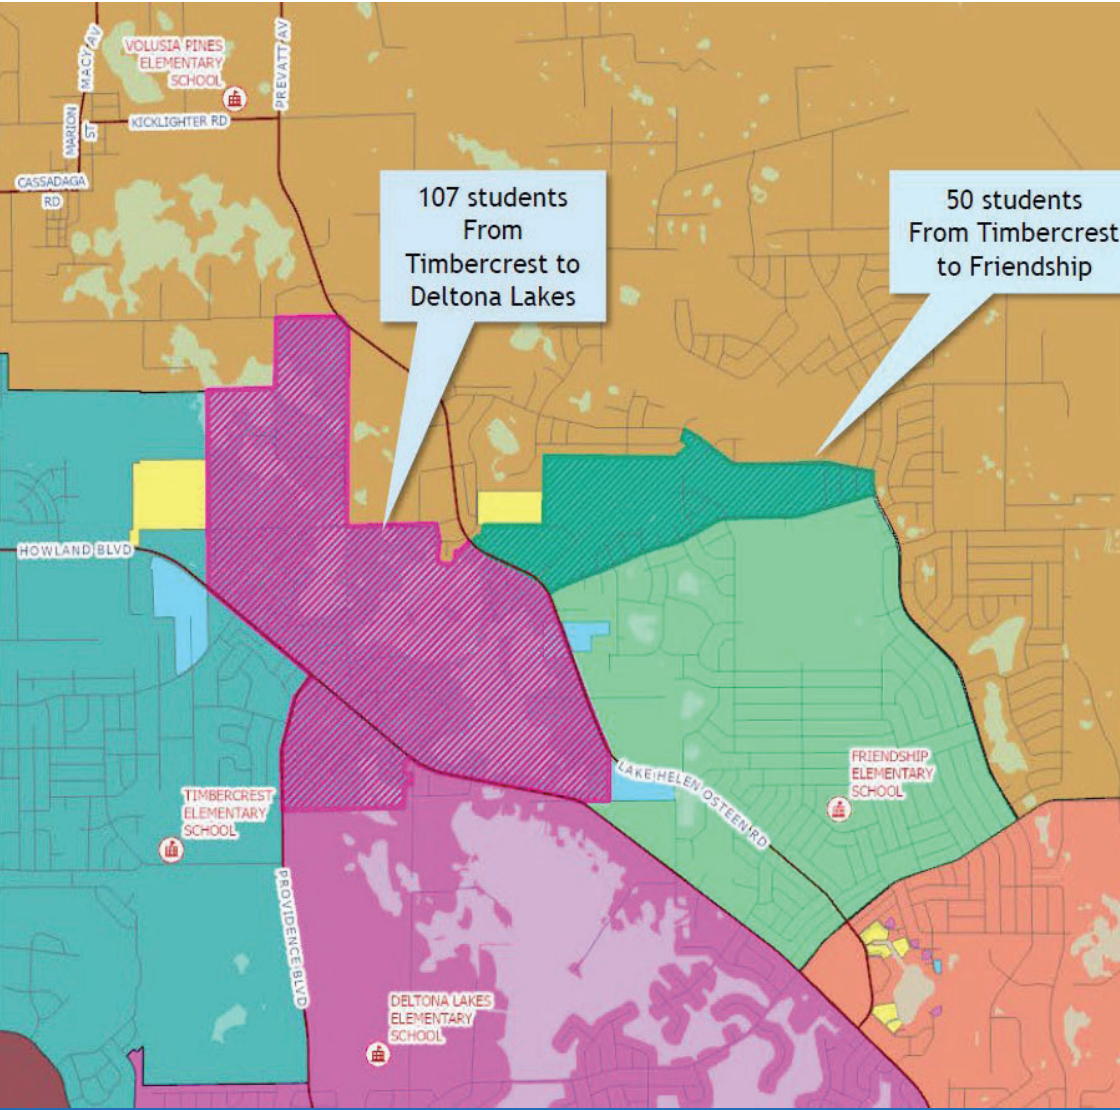 VOLUSIA PINES
ELEMENTARY
SCHOOL
MACY AV
PREVATT AV
MARION
ST
KICKLIGHTER RD
CASSADAGA
RD
107 students
From
Timbercrest to
Deltona Lakes
50 students
From Timbercrest
to Friendship
HOWLAND BLVD
LAKE HELEN OSTEEN RD
FRIENDSHIP
ELEMENTARY
SCHOOL
TIMBERCREST
ELEMENTARY
SCHOOL
PROVIDENCE BLVD
DELTONA LAKES
ELEMENTARY
SCHOOL